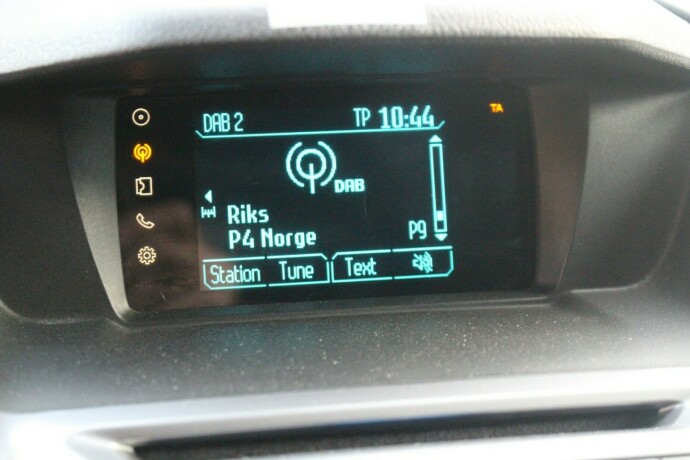 DAB 2 TP 10:44 TA
DAB
Riks
P4 Norge P9
Station Tune Text